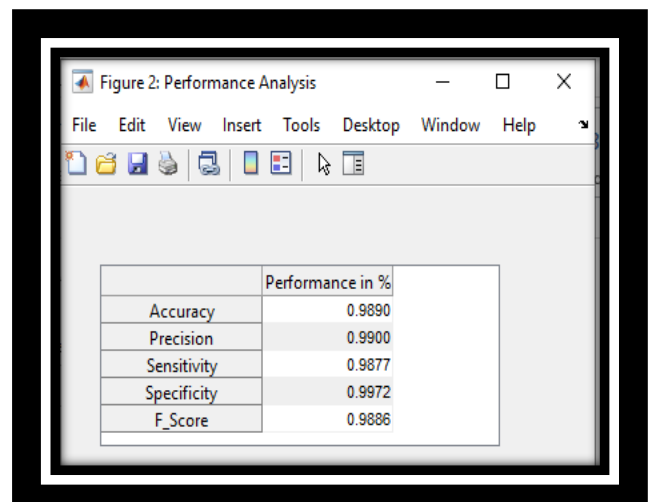 Figure 2: Performance Analysis
File Edit View Insert Tools Desktop Window Help
Performance in %
Accuracy 0.9890
Precision 0.9900
Sensitivity 0.9877
Specificity 0.9972
F_Score 0.9886